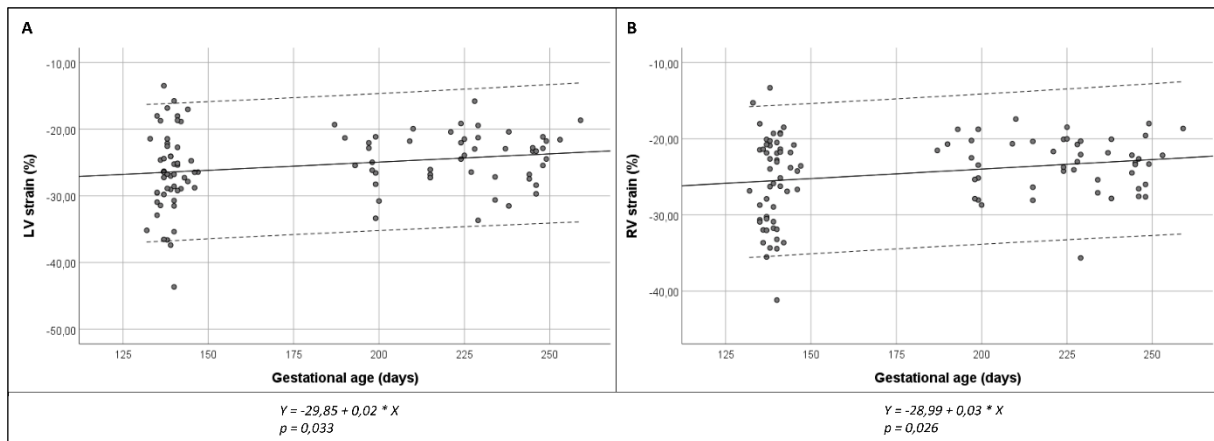 A
-10,00
-20,00
-30,00
-40,00
-50,00
LV strain (%)
125 150 175 200 225 250
Gestational age (days)
Y = -29,85 + 0,02 * X
p = 0,033
B
-10,00
-20,00
-30,00
-40,00
RV strain (%)
125 150 175 200 225 250
Gestational age (days)
Y = -28,99 + 0,03 * X
p = 0,026